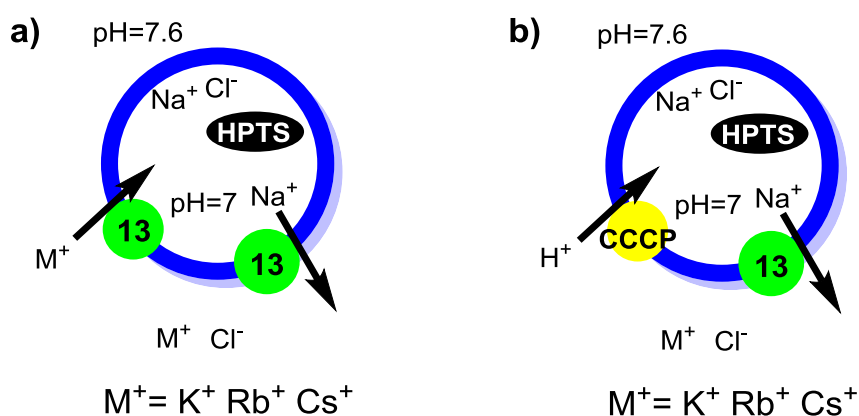 a)
pH=7.6
Na⁺ Cl⁻
HPTS
pH=7
Na⁺
13
M⁺
13
M⁺ Cl⁻
M⁺= K⁺ Rb⁺ Cs⁺
b)
pH=7.6
Na⁺ Cl⁻
HPTS
pH=7
Na⁺
CCCP
H⁺
13
M⁺ Cl⁻
M⁺= K⁺ Rb⁺ Cs⁺